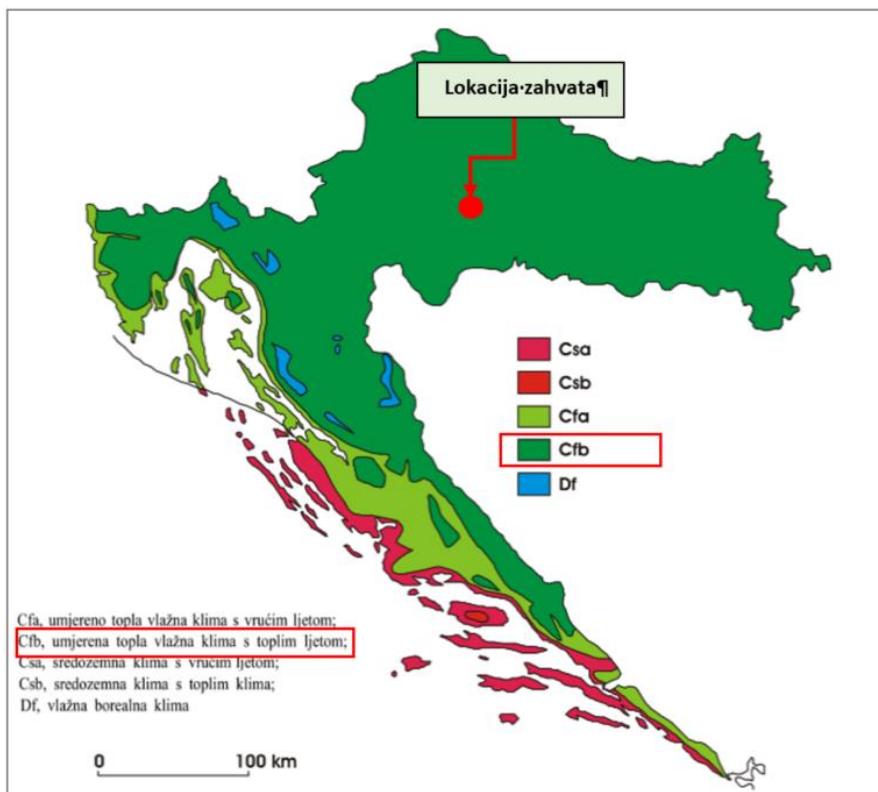 Lokacija·zahvata¶
Csa
Csb
Cfa
Cfb
Df
Cfa, umjereno topla vlažna klima s vrućim ljetom;
Cfb, umjerena topla vlažna klima s toplim ljetom;
Csa, sredozemna klima s vrućim ljetom;
Csb, sredozemna klima s toplim klima;
Df, vlažna borealna klima
0 100 km